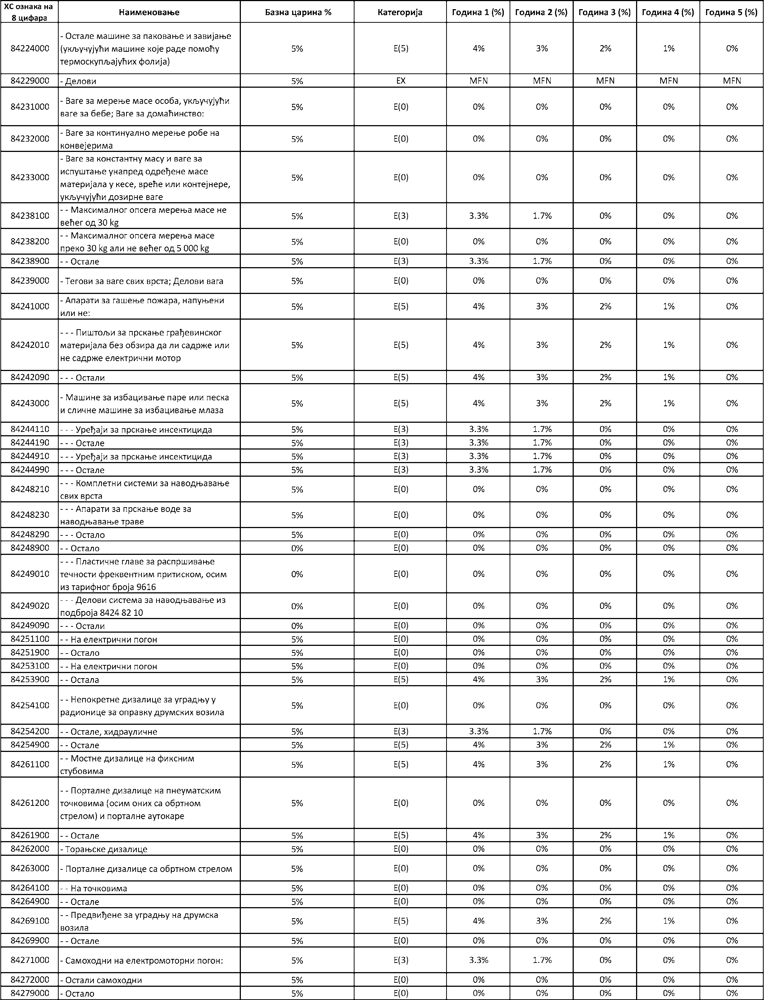 ХС ознака на 8 цифара | Наименовање | Базна царина % | Категорија | Година 1 (%) | Година 2 (%) | Година 3 (%) | Година 4 (%) | Година 5 (%)
84224000 | - Остале машине за паковање и завијање (укључујући машине које раде помоћу термоскупљајућих фолија) | 5% | E(5) | 4% | 3% | 2% | 1% | 0%
84229000 | - Делови | 5% | EX | MFN | MFN | MFN | MFN | MFN
84231000 | - Ваге за мерење масе особа, укључујући ваге за бебе; Ваге за домаћинство: | 5% | E(0) | 0% | 0% | 0% | 0% | 0%
84232000 | - Ваге за континуално мерење робе на конвејерима | 5% | E(0) | 0% | 0% | 0% | 0% | 0%
84233000 | - Ваге за константну масу и ваге за испуштање унапред одређене масе материјала у кесе, вреће или контејнере, укључујући дозирне ваге | 5% | E(0) | 0% | 0% | 0% | 0% | 0%
84238100 | - - Максималног опсега мерења масе не већег од 30 kg | 5% | E(3) | 3.3% | 1.7% | 0% | 0% | 0%
84238200 | - - Максималног опсега мерења масе преко 30 kg али не већег од 5 000 kg | 5% | E(0) | 0% | 0% | 0% | 0% | 0%
84238900 | - - Остале | 5% | E(3) | 3.3% | 1.7% | 0% | 0% | 0%
84239000 | - Тегови за ваге свих врста; Делови вага | 5% | E(0) | 0% | 0% | 0% | 0% | 0%
84241000 | - Апарати за гашење пожара, напуњени или не: | 5% | E(5) | 4% | 3% | 2% | 1% | 0%
84242010 | - - - Пиштољи за прскање грађевинског материјала без обзира да ли садрже или не садрже електрични мотор | 5% | E(5) | 4% | 3% | 2% | 1% | 0%
84242090 | - - - Остали | 5% | E(5) | 4% | 3% | 2% | 1% | 0%
84243000 | - Машине за избацивање паре или песка и сличне машине за избацивање млаза | 5% | E(5) | 4% | 3% | 2% | 1% | 0%
84244110 | - - - Уређаји за прскање инсектицида | 5% | E(3) | 3.3% | 1.7% | 0% | 0% | 0%
84244190 | - - - Остале | 5% | E(3) | 3.3% | 1.7% | 0% | 0% | 0%
84244910 | - - - Уређаји за прскање инсектицида | 5% | E(3) | 3.3% | 1.7% | 0% | 0% | 0%
84244990 | - - - Остале | 5% | E(3) | 3.3% | 1.7% | 0% | 0% | 0%
84248210 | - - - Комплетни системи за наводњавање свих врста | 5% | E(0) | 0% | 0% | 0% | 0% | 0%
84248230 | - - - Апарати за прскање воде за наводњавање траве | 5% | E(0) | 0% | 0% | 0% | 0% | 0%
84248290 | - - - Остало | 5% | E(0) | 0% | 0% | 0% | 0% | 0%
84248900 | - - Остало | 0% | E(0) | 0% | 0% | 0% | 0% | 0%
84249010 | - - - Пластичне главе за распршивање течности фреквентним притиском, осим из тарифног броја 9616 | 0% | E(0) | 0% | 0% | 0% | 0% | 0%
84249020 | - - - Делови система за наводњавање из подброја 8424 82 10 | 0% | E(0) | 0% | 0% | 0% | 0% | 0%
84249090 | - - - Остали | 0% | E(0) | 0% | 0% | 0% | 0% | 0%
84251100 | - - На електрични погон | 5% | E(0) | 0% | 0% | 0% | 0% | 0%
84251900 | - - Остало | 5% | E(0) | 0% | 0% | 0% | 0% | 0%
84253100 | - - На електрични погон | 5% | E(0) | 0% | 0% | 0% | 0% | 0%
84253900 | - - Остала | 5% | E(5) | 4% | 3% | 2% | 1% | 0%
84254100 | - - Непокретне дизалице за уградњу у радионице за оправку друмских возила | 5% | E(0) | 0% | 0% | 0% | 0% | 0%
84254200 | - - Остале, хидрауличне | 5% | E(3) | 3.3% | 1.7% | 0% | 0% | 0%
84254900 | - - Остале | 5% | E(5) | 4% | 3% | 2% | 1% | 0%
84261100 | - - Мостне дизалице на фиксним стубовима | 5% | E(5) | 4% | 3% | 2% | 1% | 0%
84261200 | - - Порталне дизалице на пнеуматским точковима (осим оних са обртном стрелом) и порталне аутокаре | 5% | E(0) | 0% | 0% | 0% | 0% | 0%
84261900 | - - Остале | 5% | E(5) | 4% | 3% | 2% | 1% | 0%
84262000 | - Торањске дизалице | 5% | E(0) | 0% | 0% | 0% | 0% | 0%
84263000 | - Порталне дизалице са обртном стрелом | 5% | E(0) | 0% | 0% | 0% | 0% | 0%
84264100 | - - На точковима | 5% | E(0) | 0% | 0% | 0% | 0% | 0%
84264900 | - - Остале | 5% | E(0) | 0% | 0% | 0% | 0% | 0%
84269100 | - - Предвиђене за уградњу на друмска возила | 5% | E(5) | 4% | 3% | 2% | 1% | 0%
84269900 | - - Остале | 5% | E(0) | 0% | 0% | 0% | 0% | 0%
84271000 | - Самоходни на електромоторни погон: | 5% | E(3) | 3.3% | 1.7% | 0% | 0% | 0%
84272000 | - Остали самоходни | 5% | E(0) | 0% | 0% | 0% | 0% | 0%
84279000 | - Остало | 5% | E(0) | 0% | 0% | 0% | 0% | 0%